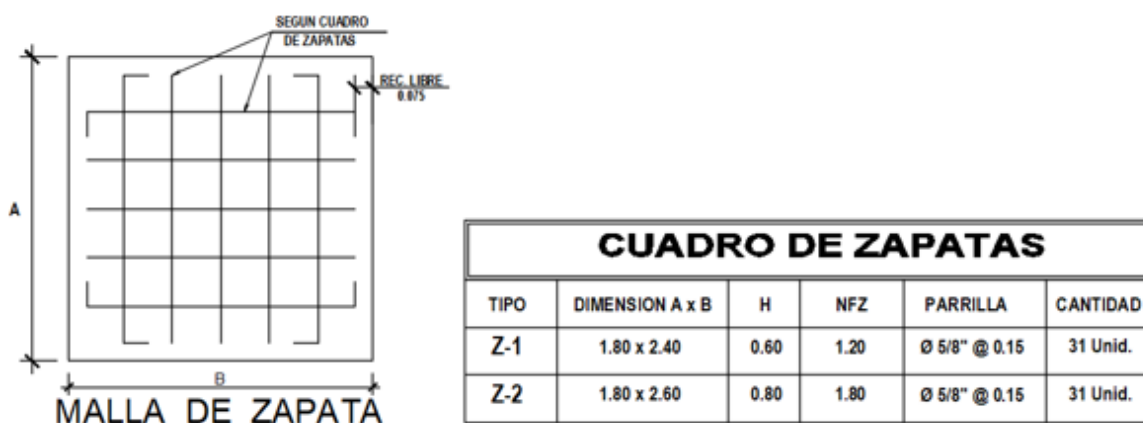 SEGUN CUADRO
DE ZAPATAS
REC. LIBRE
0.075
A
B
MALLA DE ZAPATA
CUADRO DE ZAPATAS
TIPO DIMENSION A x B H NFZ PARRILLA CANTIDAD
Z-1 1.80 x 2.40 0.60 1.20 Ø 5/8" @ 0.15 31 Unid.
Z-2 1.80 x 2.60 0.80 1.80 Ø 5/8" @ 0.15 31 Unid.